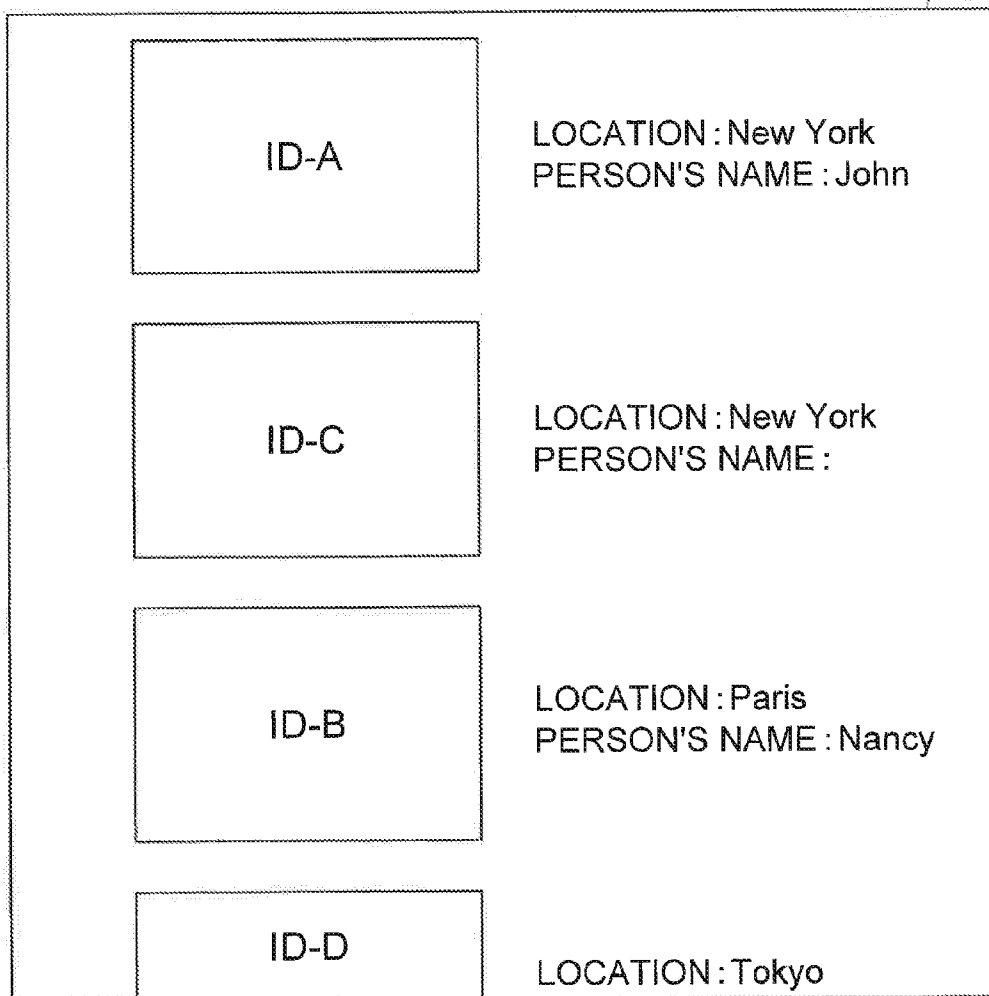 ID-A
LOCATION : New York
PERSON'S NAME : John
ID-C
LOCATION : New York
PERSON'S NAME :
ID-B
LOCATION : Paris
PERSON'S NAME : Nancy
ID-D
LOCATION : Tokyo